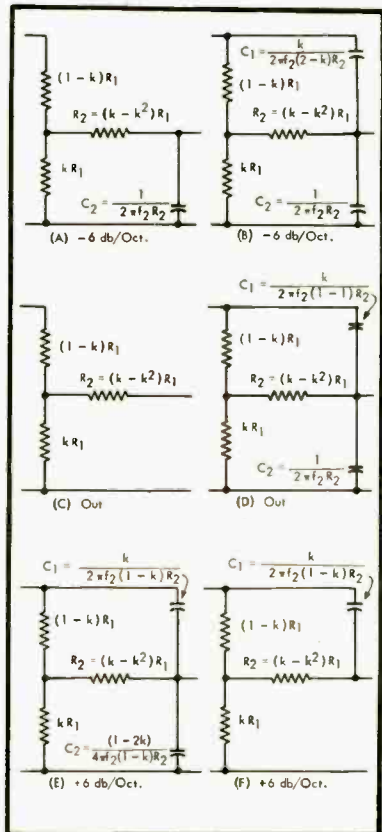 C₁ = k / 2πf₂(2 – k)R₂
(1 – k)R₁
(1 – k)R₁
R₂ = (k – k²)R₁
R₂ = (k – k²)R₁
kR₁
kR₁
C₂ = 1 / 2πf₂R₂
C₂ = 1 / 2πf₂R₂
(A) –6 db/Oct.
(B) –6 db/Oct.
C₁ = k / 2πf₂(1 – 1)R₂
(1 – k)R₁
(1 – k)R₁
R₂ = (k – k²)R₁
R₂ = (k – k²)R₁
kR₁
kR₁
C₂ = 1 / 2πf₂R₂
(C) Out
(D) Out
C₁ = k / 2πf₂(1 – k)R₂
C₁ = k / 2πf₂(1 – k)R₂
(1 – k)R₁
(1 – k)R₁
R₂ = (k – k²)R₁
R₂ = (k – k²)R₁
kR₁
kR₁
C₂ = (1 – 2k) / 4πf₂(1 – k)R₂
(E) +6 db/Oct.
(F) +6 db/Oct.